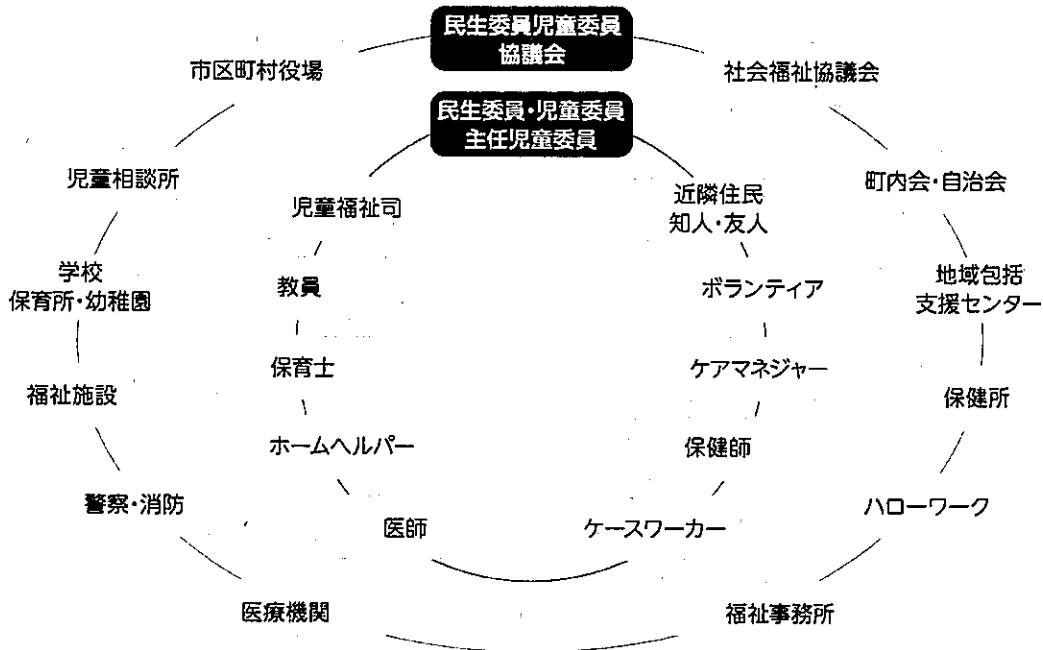 民生委員児童委員
協議会
市区町村役場
社会福祉協議会
民生委員・児童委員
主任児童委員
児童相談所
町内会・自治会
児童福祉司
近隣住民
知人・友人
学校
保育所・幼稚園
教員
ボランティア
地域包括
支援センター
福祉施設
保育士
ケアマネジャー
保健所
ホームヘルパー
保健師
警察・消防
ハローワーク
医師
ケースワーカー
医療機関
福祉事務所